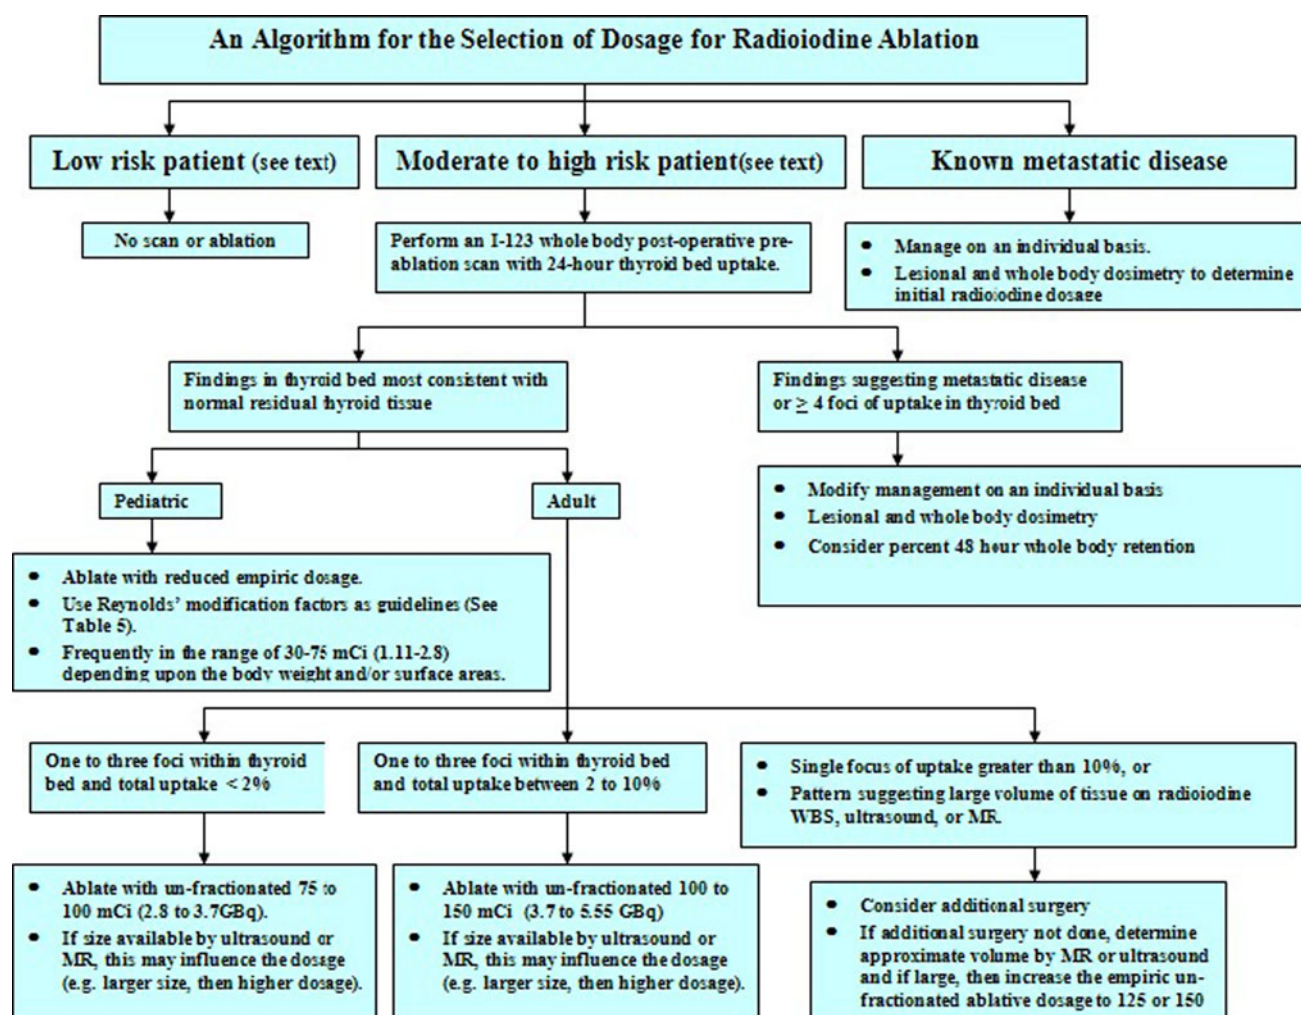 An Algorithm for the Selection of Dosage for Radioiodine Ablation
Low risk patient (see text)
Moderate to high risk patient(see text)
Known metastatic disease
No scan or ablation
Perform an I-123 whole body post-operative pre-
ablation scan with 24-hour thyroid bed uptake.
• Manage on an individual basis.
• Lesional and whole body dosimetry to determine
initial radioiodine dosage
Findings in thyroid bed most consistent with
normal residual thyroid tissue
Findings suggesting metastatic disease
or ≥ 4 foci of uptake in thyroid bed
Pediatric
Adult
• Modify management on an individual basis
• Lesional and whole body dosimetry
• Consider percent 48 hour whole body retention
• Ablate with reduced empiric dosage.
• Use Reynolds' modification factors as guidelines (See
Table 5).
• Frequently in the range of 30-75 mCi (1.11-2.8)
depending upon the body weight and/or surface areas.
One to three foci within thyroid
bed and total uptake < 2%
One to three foci within thyroid bed
and total uptake between 2 to 10%
• Single focus of uptake greater than 10%, or
• Pattern suggesting large volume of tissue on radioiodine
WBS, ultrasound, or MR.
• Ablate with un-fractionated 75 to
100 mCi (2.8 to 3.7GBq).
• If size available by ultrasound or
MR, this may influence the dosage
(e.g. larger size, then higher dosage).
• Ablate with un-fractionated 100 to
150 mCi (3.7 to 5.55 GBq)
• If size available by ultrasound or
MR, this may influence the dosage
(e.g. larger size, then higher dosage).
• Consider additional surgery
• If additional surgery not done, determine
approximate volume by MR or ultrasound
and if large, then increase the empiric un-
fractionated ablative dosage to 125 or 150